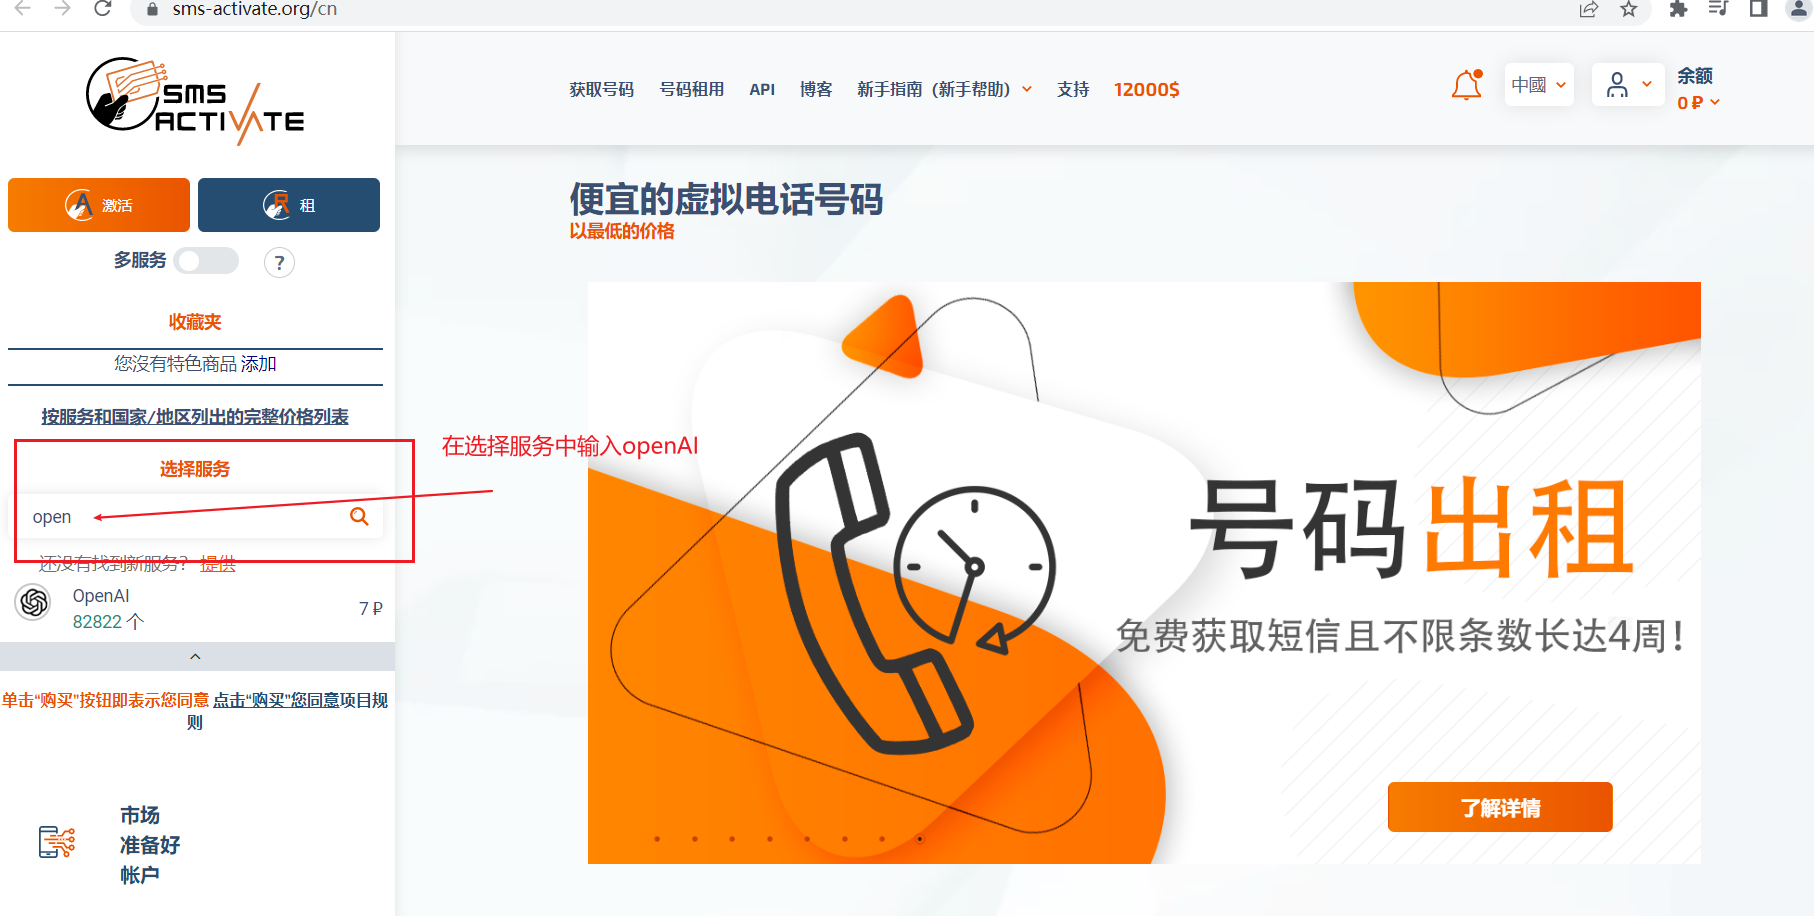 sms-activate.org/cn
SMS
ACTIVATE
获取号码 号码租用 API 博客 新手指南（新手帮助） 支持 12000$
中國
余额
0 ₽
A 激活
R 租
多服务 ?
收藏夹
您沒有特色商品 添加
按服务和国家/地区列出的完整价格列表
选择服务
open
还没有找到新服务？ 提供
OpenAI
82822 个
7 ₽
单击“购买”按钮即表示您同意 点击“购买”您同意项目规
则
市场
准备好
帐户
便宜的虚拟电话号码
以最低的价格
在选择服务中输入openAI
号码出租
免费获取短信且不限条数长达4周！
了解详情